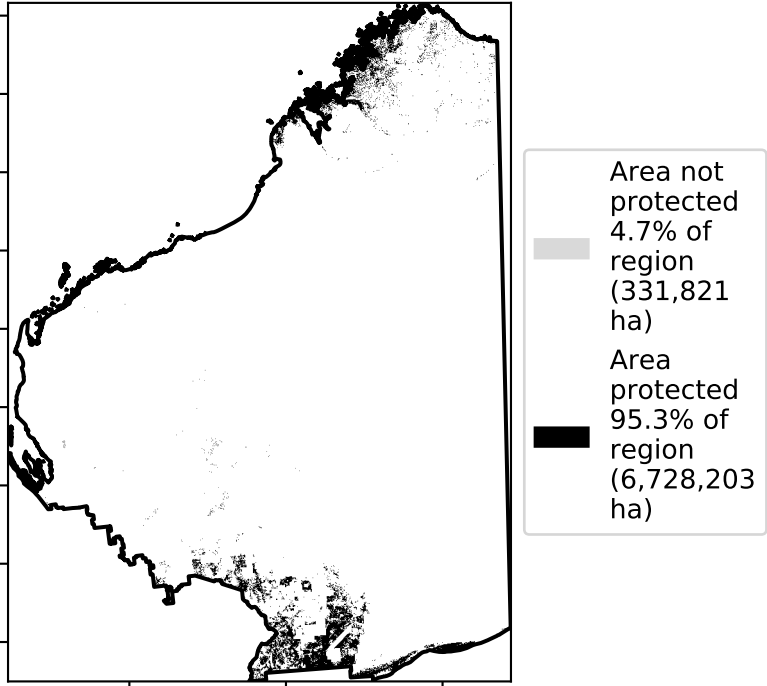 Area not
protected
4.7% of
region
(331,821
ha)
Area
protected
95.3% of
region
(6,728,203
ha)